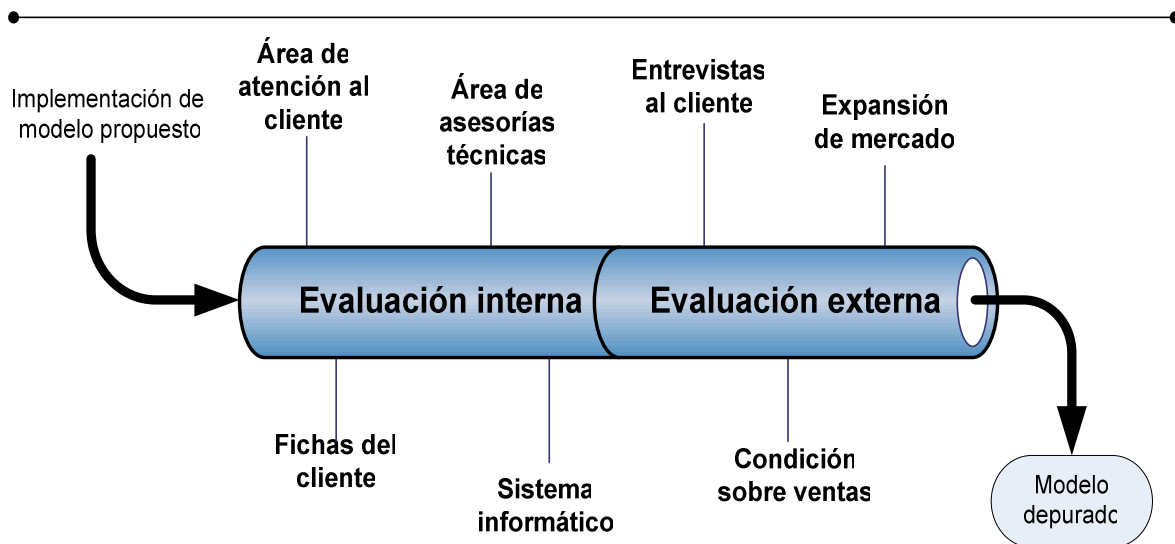 Implementación de
modelo propuesto
Área de
atención al
cliente
Área de
asesorías
técnicas
Entrevistas
al cliente
Expansión
de mercado
Evaluación interna
Evaluación externa
Fichas del
cliente
Sistema
informático
Condición
sobre ventas
Modelo
depurado